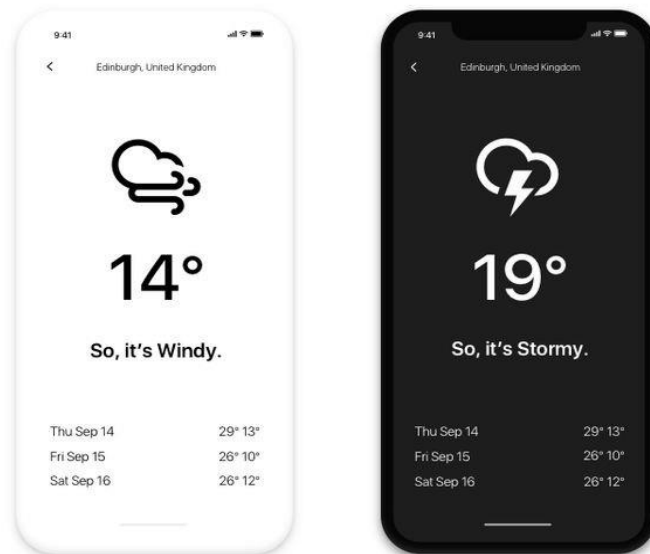 9:41
Edinburgh, United Kingdom
14°
So, it's Windy.
Thu Sep 14 29° 13°
Fri Sep 15 26° 10°
Sat Sep 16 26° 12°
9:41
Edinburgh, United Kingdom
19°
So, it's Stormy.
Thu Sep 14 29° 13°
Fri Sep 15 26° 10°
Sat Sep 16 26° 12°